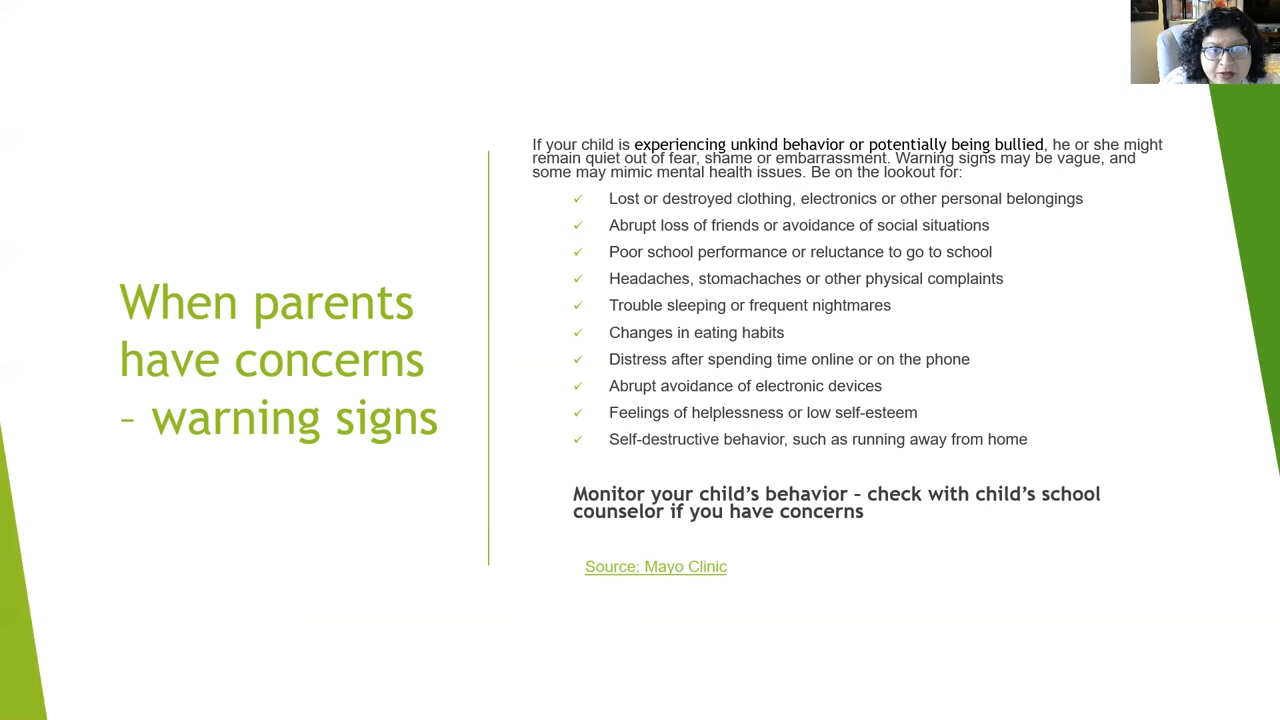 When parents
have concerns
– warning signs
If your child is experiencing unkind behavior or potentially being bullied, he or she might
remain quiet out of fear, shame or embarrassment. Warning signs may be vague, and
some may mimic mental health issues. Be on the lookout for:
✓ Lost or destroyed clothing, electronics or other personal belongings
✓ Abrupt loss of friends or avoidance of social situations
✓ Poor school performance or reluctance to go to school
✓ Headaches, stomachaches or other physical complaints
✓ Trouble sleeping or frequent nightmares
✓ Changes in eating habits
✓ Distress after spending time online or on the phone
✓ Abrupt avoidance of electronic devices
✓ Feelings of helplessness or low self-esteem
✓ Self-destructive behavior, such as running away from home
Monitor your child’s behavior – check with child’s school
counselor if you have concerns
Source: Mayo Clinic